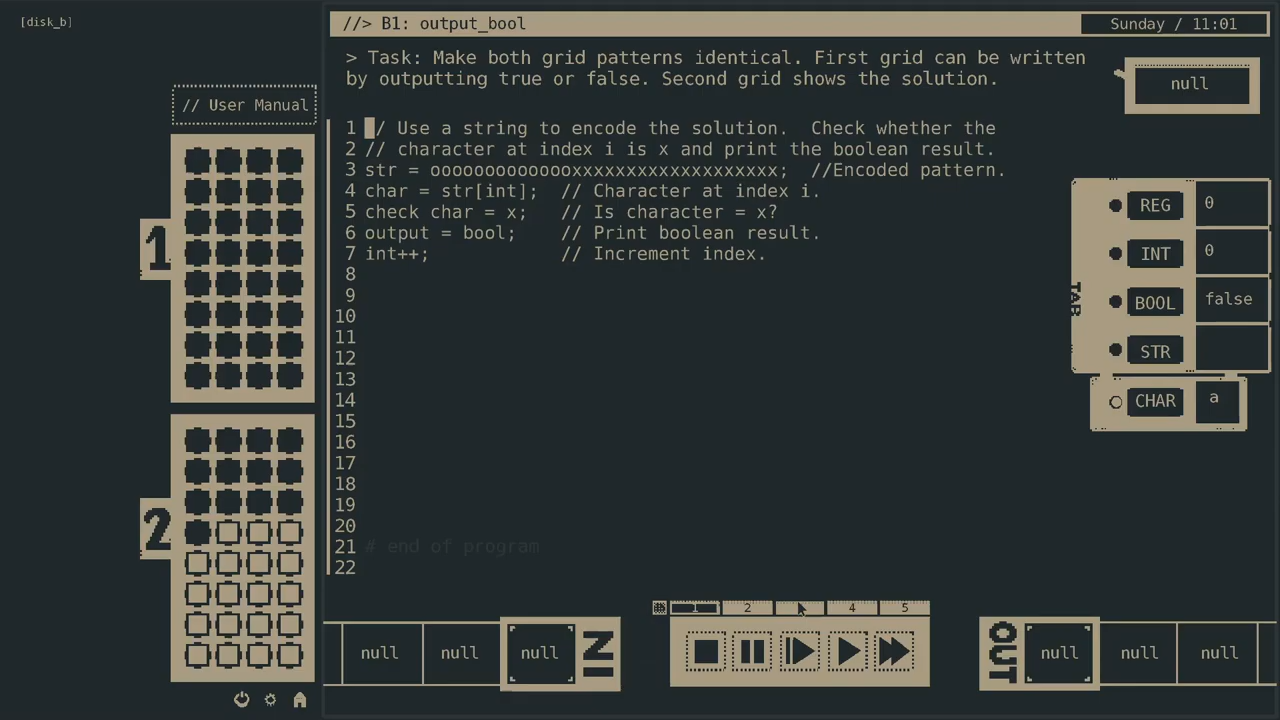 [disk_b]
//> B1: output_bool
Sunday / 11:01
> Task: Make both grid patterns identical. First grid can be written
by outputting true or false. Second grid shows the solution.
null
// User Manual
1 // Use a string to encode the solution.  Check whether the
2 // character at index i is x and print the boolean result.
3 str = oooooooooooooxxxxxxxxxxxxxxxxxxx;  //Encoded pattern.
4 char = str[int];  // Character at index i.
5 check char = x;   // Is character = x?
6 output = bool;    // Print boolean result.
7 int++;            // Increment index.
8
9
10
11
12
13
14
15
16
17
18
19
20
21 # end of program
22
1
2
TAB
REG 0
INT 0
BOOL false
STR
CHAR a
1 2 4 5
null null null IN
OUT null null null